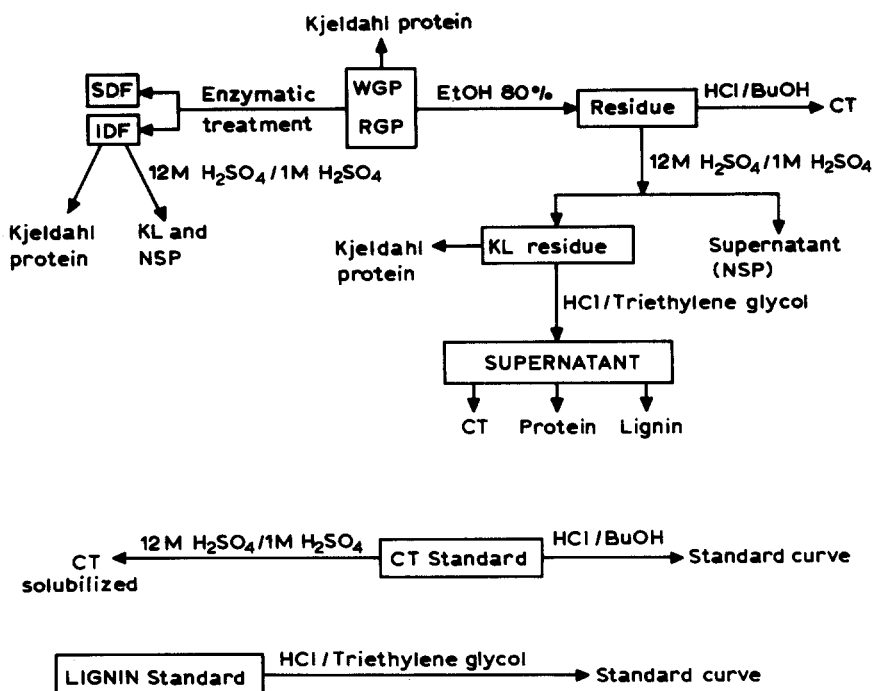 Kjeldahl protein
SDF
IDF
Enzymatic
treatment
WGP
RGP
EtOH 80%
Residue
HCl/BuOH
CT
12M H₂SO₄/1M H₂SO₄
12M H₂SO₄/1M H₂SO₄
Kjeldahl
protein
KL and
NSP
Kjeldahl
protein
KL residue
Supernatant
(NSP)
HCl/Triethylene glycol
SUPERNATANT
CT
Protein
Lignin
12M H₂SO₄/1M H₂SO₄
CT
solubilized
CT Standard
HCl/BuOH
Standard curve
LIGNIN Standard
HCl/Triethylene glycol
Standard curve